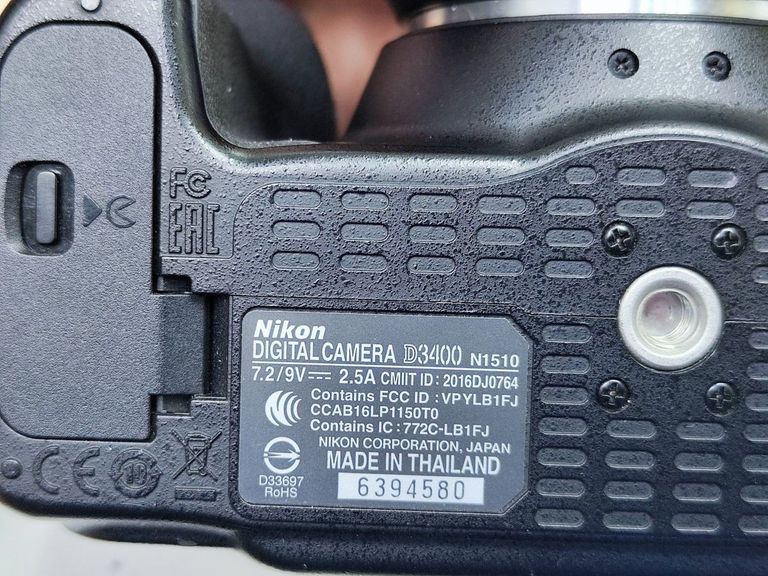 FC
EAC
Nikon
DIGITAL CAMERA D3400 N1510
7.2/9V 2.5A CMIIT ID : 2016DJ0764
Contains FCC ID : VPYLB1FJ
CCAB16LP1150T0
Contains IC : 772C-LB1FJ
NIKON CORPORATION, JAPAN
MADE IN THAILAND
D33697
RoHS
6394580
CE 10